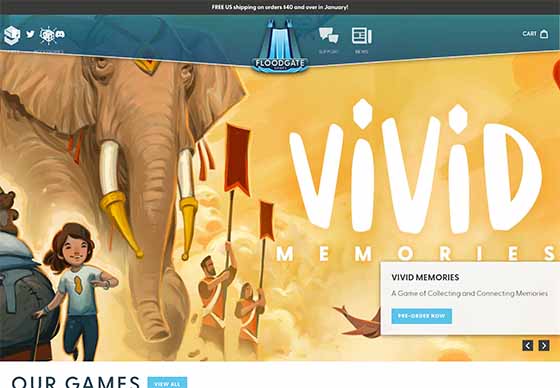 FREE US shipping on orders $40 and over in January!
SUPPORT
NEWS
CART
FLOODGATE
GAMES
VIVID
MEMORIES
VIVID MEMORIES
A Game of Collecting and Connecting Memories
PRE-ORDER NOW
OUR GAMES
VIEW ALL